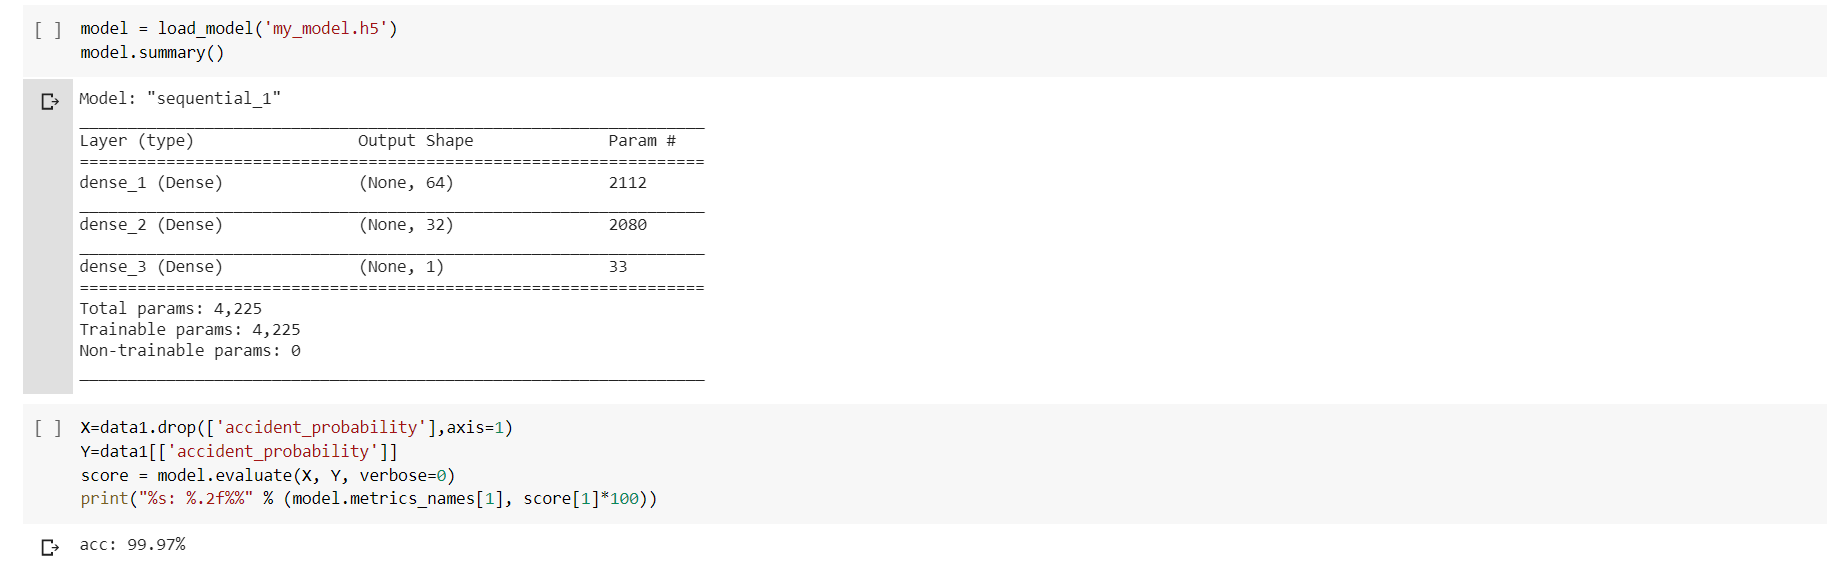 [ ] model = load_model('my_model.h5')
model.summary()
Model: "sequential_1"
_________________________________________________________________
Layer (type) Output Shape Param #
=================================================================
dense_1 (Dense) (None, 64) 2112
_________________________________________________________________
dense_2 (Dense) (None, 32) 2080
_________________________________________________________________
dense_3 (Dense) (None, 1) 33
=================================================================
Total params: 4,225
Trainable params: 4,225
Non-trainable params: 0
_________________________________________________________________
[ ] X=data1.drop(['accident_probability'],axis=1)
Y=data1[['accident_probability']]
score = model.evaluate(X, Y, verbose=0)
print("%s: %.2f%%" % (model.metrics_names[1], score[1]*100))
acc: 99.97%